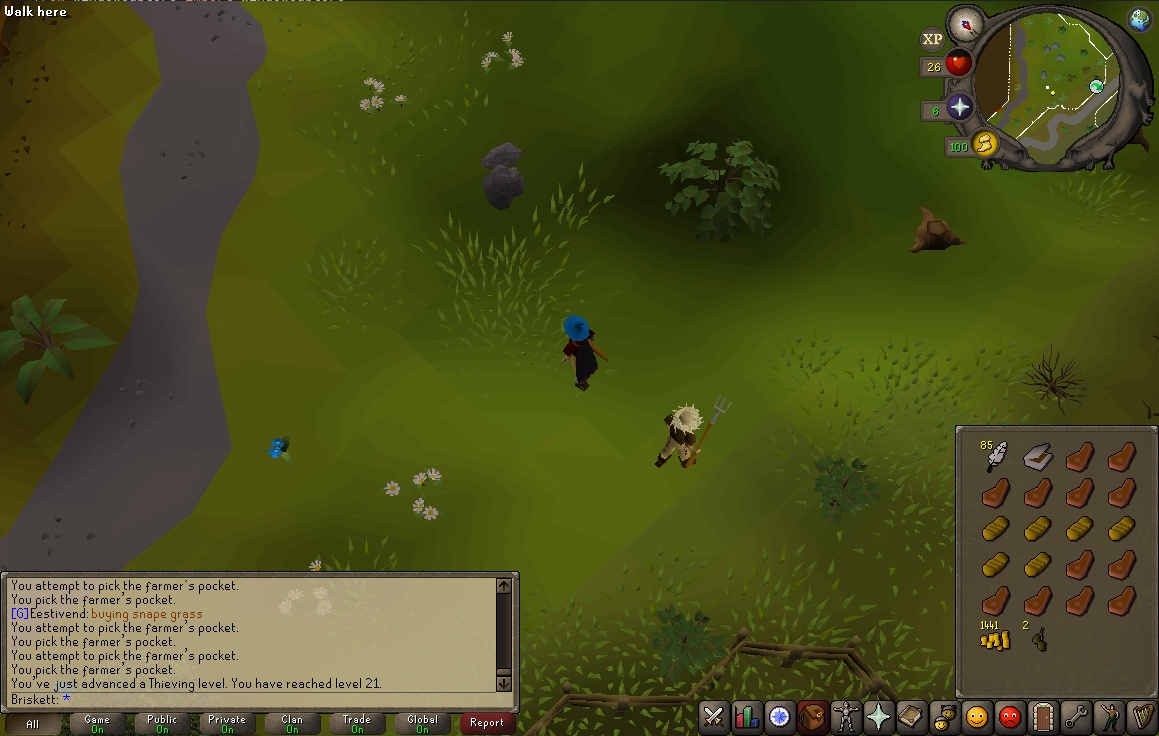 Walk here
XP
26
6
100
85
1441
2
You attempt to pick the farmer's pocket.
You pick the farmer's pocket.
[G]Eestivend: buying snape grass
You attempt to pick the farmer's pocket.
You pick the farmer's pocket.
You attempt to pick the farmer's pocket.
You pick the farmer's pocket.
You've just advanced a Thieving level. You have reached level 21.
Briskett: *
All
Game
On
Public
On
Private
On
Clan
On
Trade
On
Global
On
Report